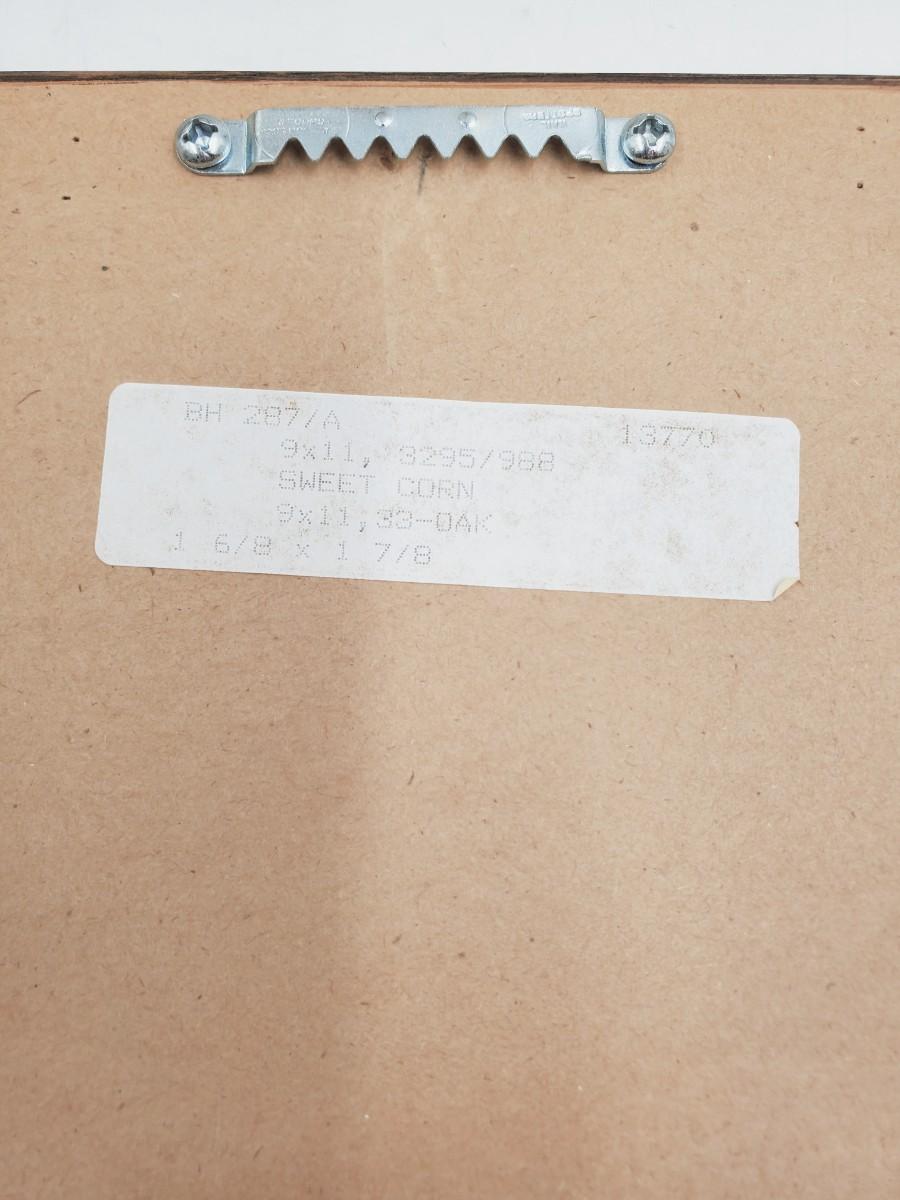 BH 287/A 13770
9x11, 3295/988
SWEET CORN
9x11,33-OAK
1 6/8 x 1 7/8